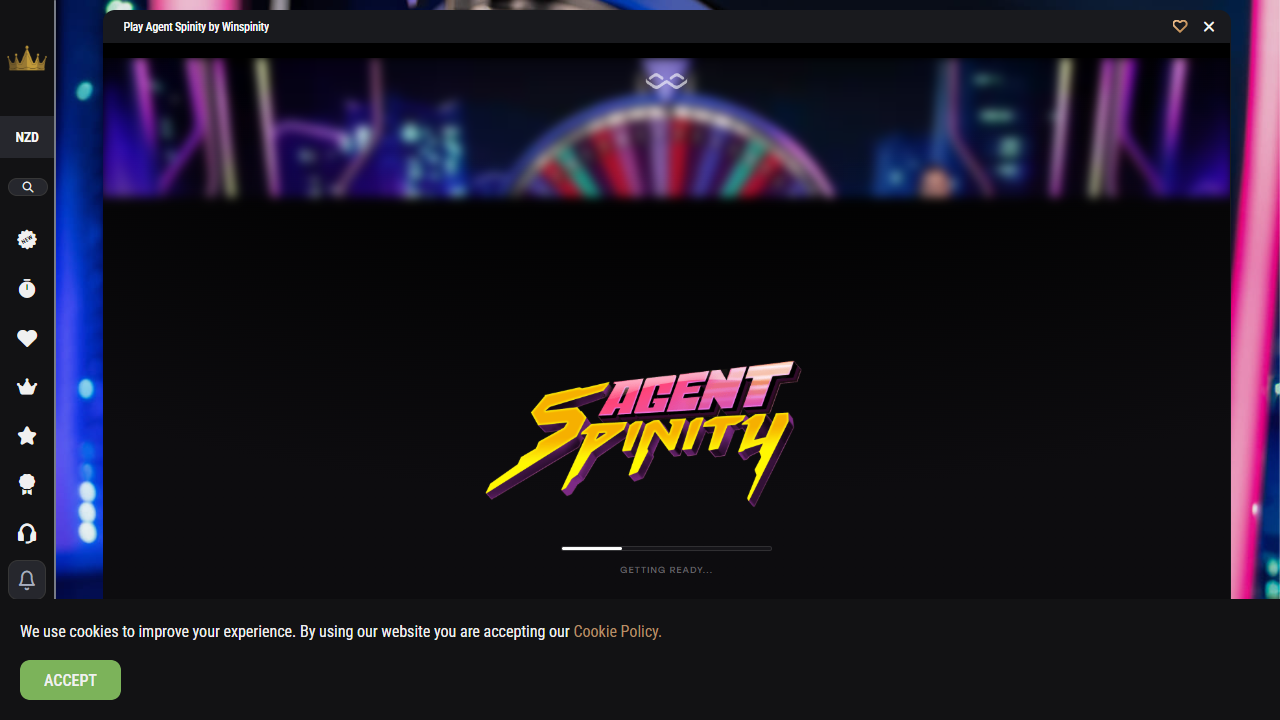 Play Agent Spinity by Winspinity
NZD
NEW
AGENT
SPINITY
GETTING READY...
We use cookies to improve your experience. By using our website you are accepting our Cookie Policy.
ACCEPT